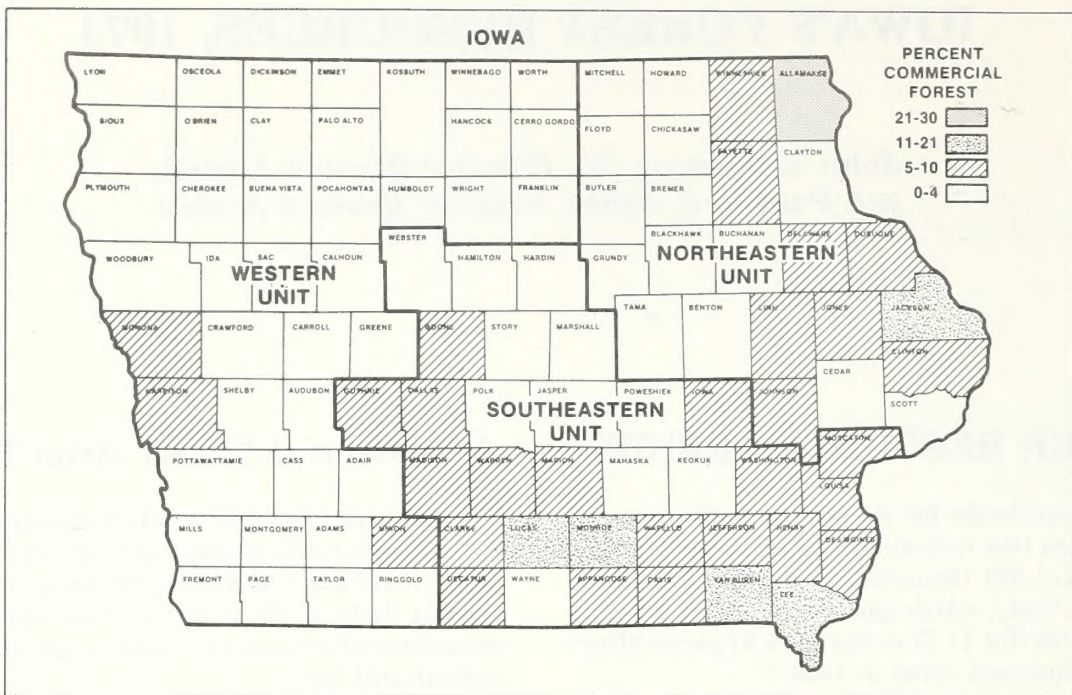 IOWA
PERCENT
COMMERCIAL
FOREST
21-30
11-21
5-10
0-4
LYON OSCEOLA DICKINSON EMMET KOSSUTH WINNEBAGO WORTH MITCHELL HOWARD WINNESHIEK ALLAMAKEE
SIOUX O'BRIEN CLAY PALO ALTO HANCOCK CERRO GORDO FLOYD CHICKASAW
FAYETTE CLAYTON
PLYMOUTH CHEROKEE BUENA VISTA POCAHONTAS HUMBOLDT WRIGHT FRANKLIN BUTLER BREMER
WEBSTER BLACKHAWK BUCHANAN DELAWARE DUBUQUE
WOODBURY IDA SAC CALHOUN HAMILTON HARDIN GRUNDY
WESTERN
UNIT
NORTHEASTERN
UNIT
TAMA BENTON LINN JONES JACKSON
MONONA CRAWFORD CARROLL GREENE BOONE STORY MARSHALL
CLINTON
CEDAR
HARRISON SHELBY AUDUBON GUTHRIE DALLAS POLK JASPER POWESHIEK IOWA JOHNSON
SCOTT
SOUTHEASTERN
UNIT
MUSCATINE
POTTAWATTAMIE CASS ADAIR MADISON WARREN MARION MAHASKA KEOKUK WASHINGTON
LOUISA
MILLS MONTGOMERY ADAMS UNION CLARKE LUCAS MONROE WAPELLO JEFFERSON HENRY
DES MOINES
FREMONT PAGE TAYLOR RINGGOLD DECATUR WAYNE APPANOOSE DAVIS VAN BUREN
LEE